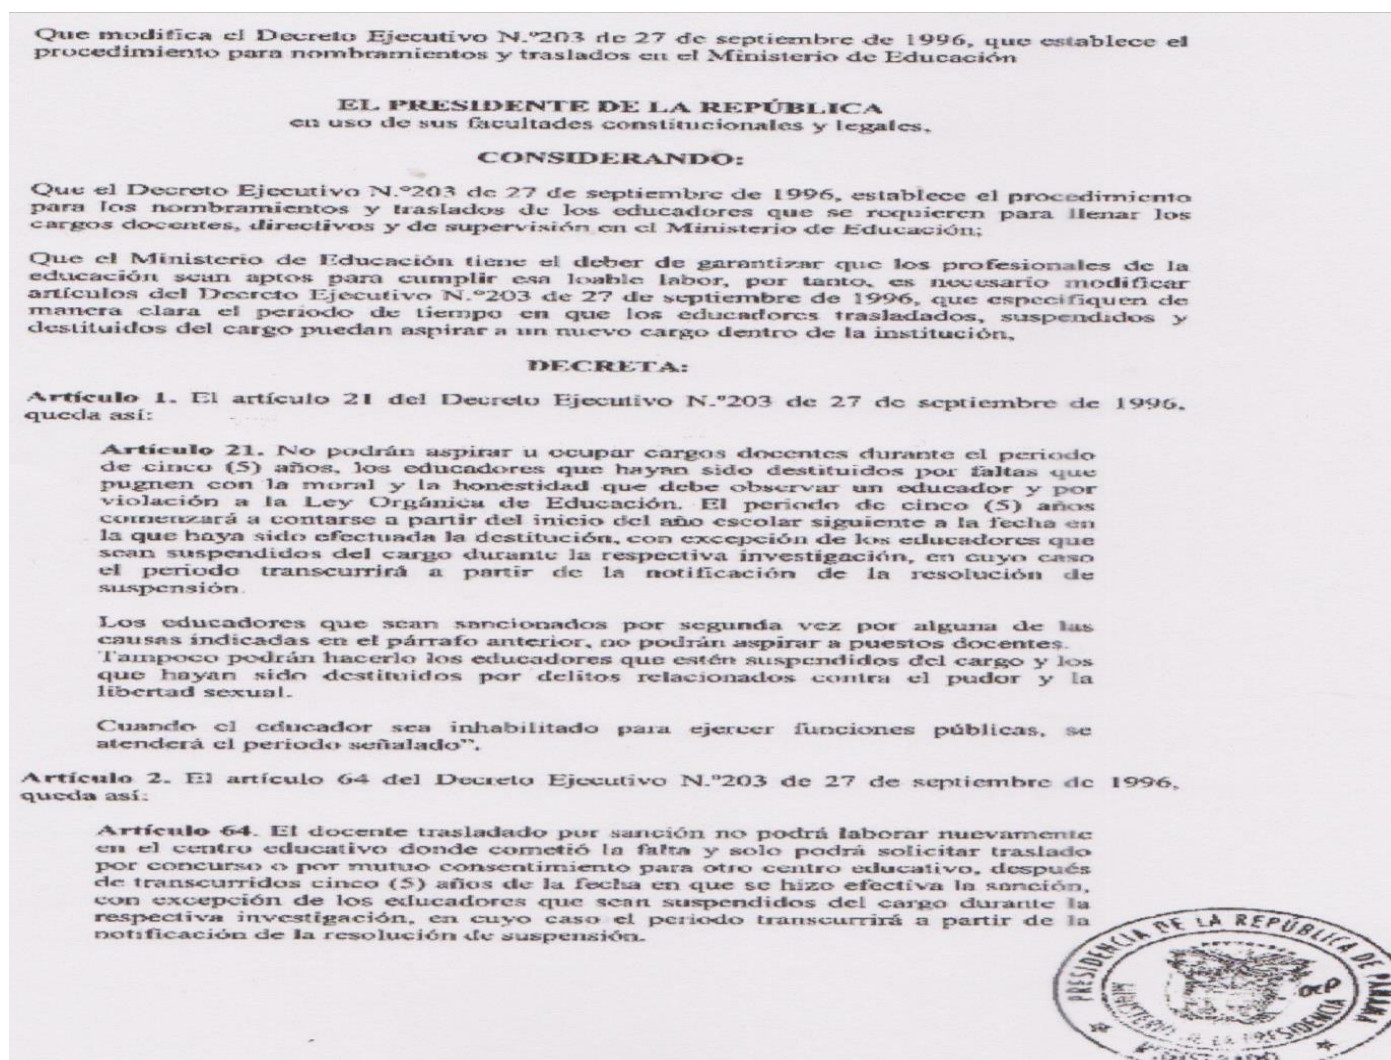 Que modifica el Decreto Ejecutivo N.º203 de 27 de septiembre de 1996, que establece el
procedimiento para nombramientos y traslados en el Ministerio de Educación
EL PRESIDENTE DE LA REPÚBLICA
en uso de sus facultades constitucionales y legales,
CONSIDERANDO:
Que el Decreto Ejecutivo N.º203 de 27 de septiembre de 1996, establece el procedimiento
para los nombramientos y traslados de los educadores que se requieren para llenar los
cargos docentes, directivos y de supervisión en el Ministerio de Educación;
Que el Ministerio de Educación tiene el deber de garantizar que los profesionales de la
educación sean aptos para cumplir esa loable labor, por tanto, es necesario modificar
artículos del Decreto Ejecutivo N.º203 de 27 de septiembre de 1996, que especifiquen de
manera clara el periodo de tiempo en que los educadores trasladados, suspendidos y
destituidos del cargo puedan aspirar a un nuevo cargo dentro de la institución,
DECRETA:
Artículo 1. El artículo 21 del Decreto Ejecutivo N.º203 de 27 de septiembre de 1996,
queda así:
Artículo 21. No podrán aspirar u ocupar cargos docentes durante el periodo
de cinco (5) años, los educadores que hayan sido destituidos por faltas que
pugnen con la moral y la honestidad que debe observar un educador y por
violación a la Ley Orgánica de Educación. El periodo de cinco (5) años
comenzará a contarse a partir del inicio del año escolar siguiente a la fecha en
la que haya sido efectuada la destitución, con excepción de los educadores que
sean suspendidos del cargo durante la respectiva investigación, en cuyo caso
el periodo transcurrirá a partir de la notificación de la resolución de
suspensión.
Los educadores que sean sancionados por segunda vez por alguna de las
causas indicadas en el párrafo anterior, no podrán aspirar a puestos docentes.
Tampoco podrán hacerlo los educadores que estén suspendidos del cargo y los
que hayan sido destituidos por delitos relacionados contra el pudor y la
libertad sexual.
Cuando el educador sea inhabilitado para ejercer funciones públicas, se
atenderá el periodo señalado”.
Artículo 2. El artículo 64 del Decreto Ejecutivo N.º203 de 27 de septiembre de 1996,
queda así:
Artículo 64. El docente trasladado por sanción no podrá laborar nuevamente
en el centro educativo donde cometió la falta y solo podrá solicitar traslado
por concurso o por mutuo consentimiento para otro centro educativo, después
de transcurridos cinco (5) años de la fecha en que se hizo efectiva la sanción,
con excepción de los educadores que sean suspendidos del cargo durante la
respectiva investigación, en cuyo caso el periodo transcurrirá a partir de la
notificación de la resolución de suspensión.
PRESIDENCIA DE LA REPÚBLICA DE PANAMÁ
MINISTERIO DE LA PRESIDENCIA